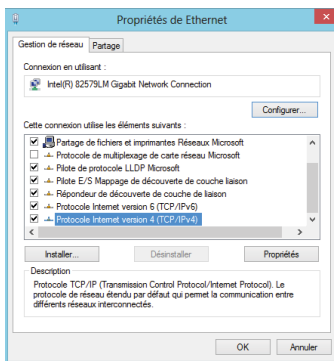 Propriétés de Ethernet
Gestion de réseau Partage
Connexion en utilisant :
Intel(R) 82579LM Gigabit Network Connection
Configurer...
Cette connexion utilise les éléments suivants :
Partage de fichiers et imprimantes Réseaux Microsoft
Protocole de multiplexage de carte réseau Microsoft
Pilote de protocole LLDP Microsoft
Pilote E/S Mappage de découverte de couche liaison
Répondeur de découverte de couche de liaison
Protocole Internet version 6 (TCP/IPv6)
Protocole Internet version 4 (TCP/IPv4)
Installer... Désinstaller Propriétés
Description
Protocole TCP/IP (Transmission Control Protocol/Internet Protocol). Le
protocole de réseau étendu par défaut qui permet la communication entre
différents réseaux interconnectés.
OK Annuler